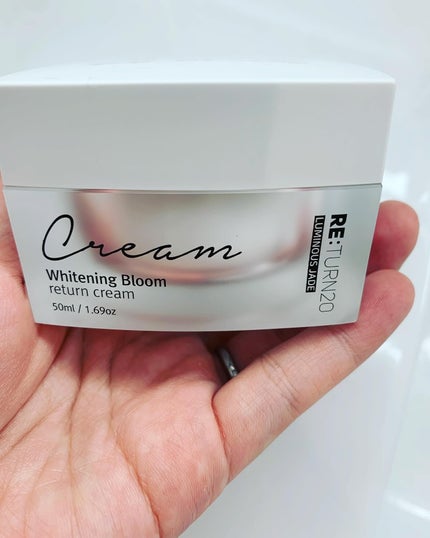 Cream
Whitening Bloom
return cream
50ml / 1.69oz
RE:TURN20
LUMINOUS JADE